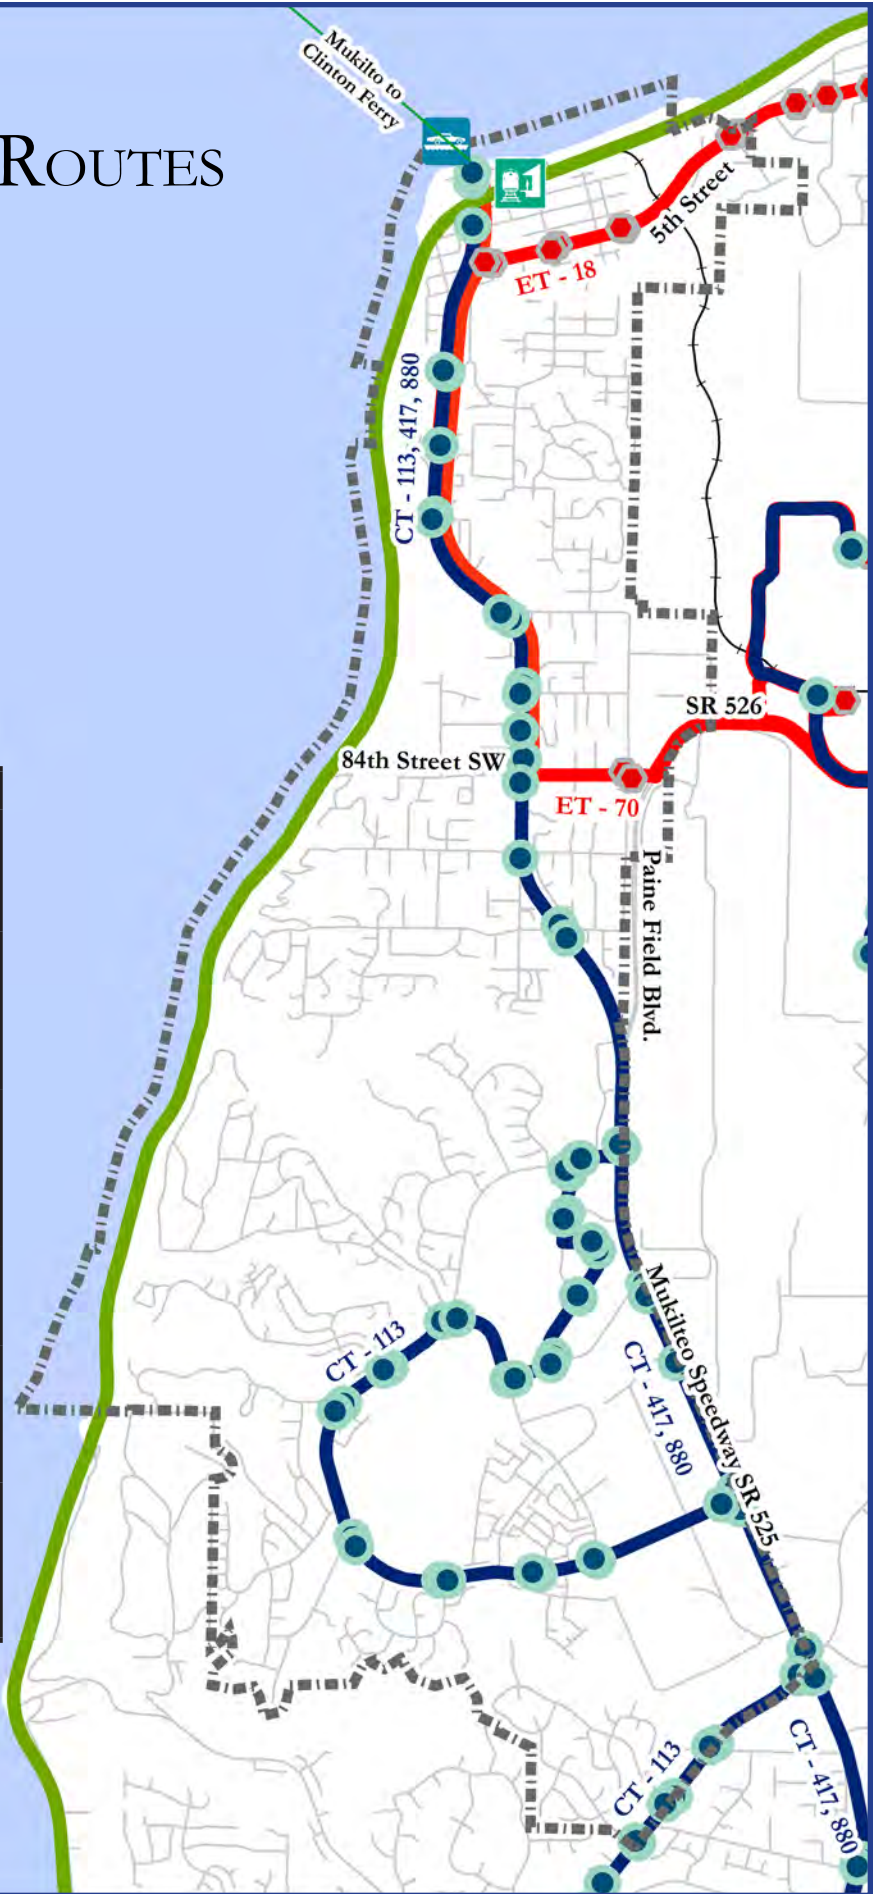 Mukilto to
Clinton Ferry
ROUTES
5th Street
ET - 18
CT - 113, 417, 880
SR 526
84th Street SW
ET - 70
Paine Field Blvd.
Mukilteo Speedway SR 525
CT - 113
CT - 417, 880
CT - 113
CT - 417, 880